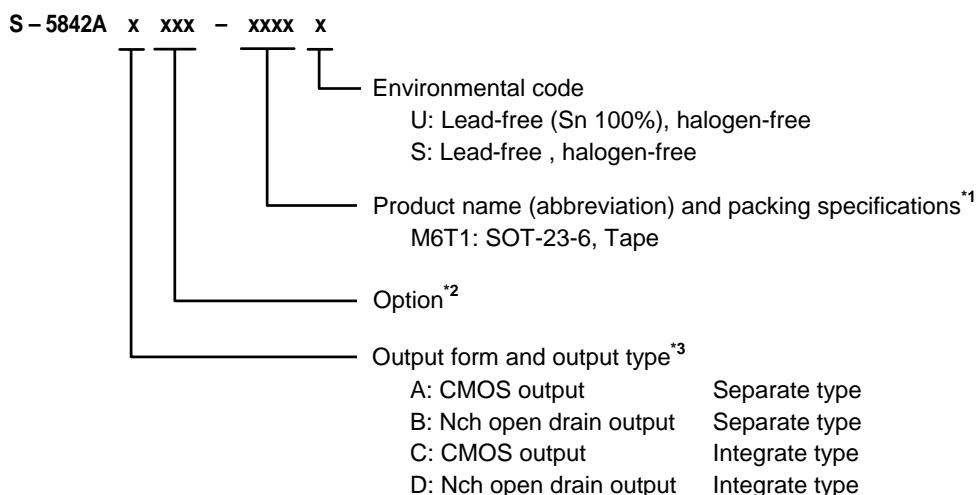 S – 5842A x xxx – xxxx x
Environmental code
U: Lead-free (Sn 100%), halogen-free
S: Lead-free , halogen-free
Product name (abbreviation) and packing specifications*1
M6T1: SOT-23-6, Tape
Option*2
Output form and output type*3
A: CMOS output Separate type
B: Nch open drain output Separate type
C: CMOS output Integrate type
D: Nch open drain output Integrate type